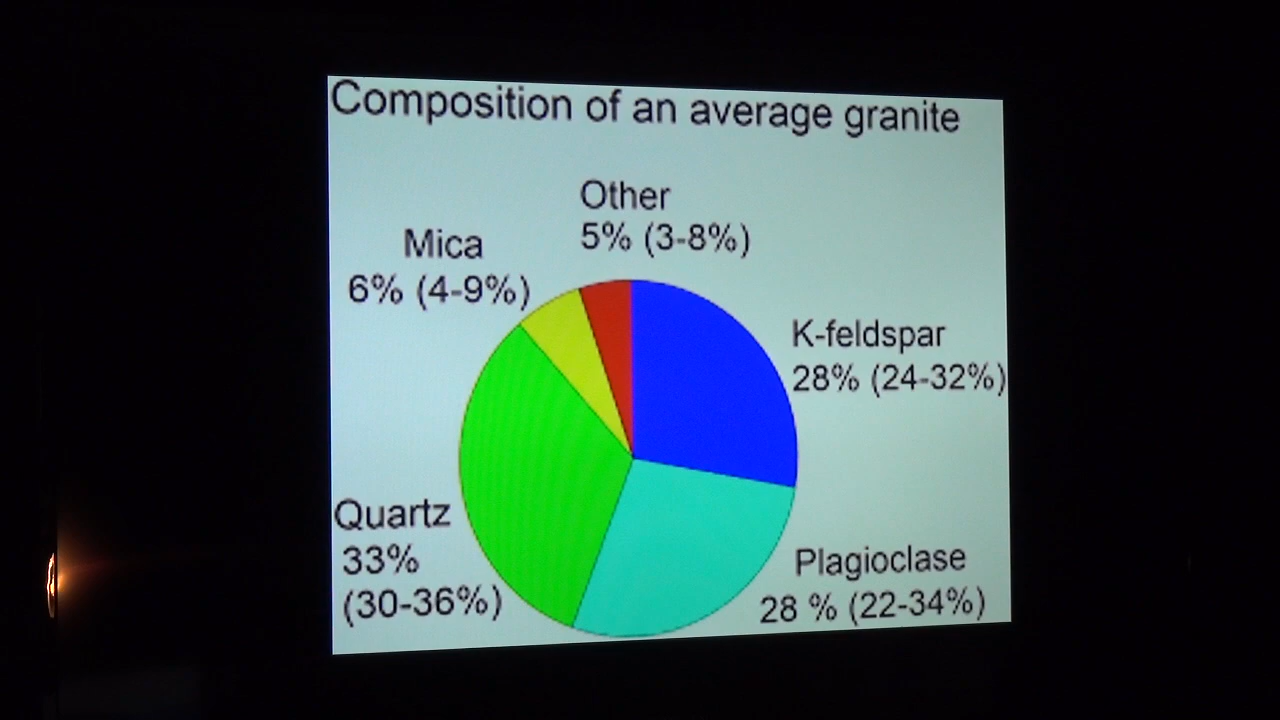 Composition of an average granite
Other
5% (3-8%)
Mica
6% (4-9%)
K-feldspar
28% (24-32%)
Quartz
33%
(30-36%)
Plagioclase
28 % (22-34%)